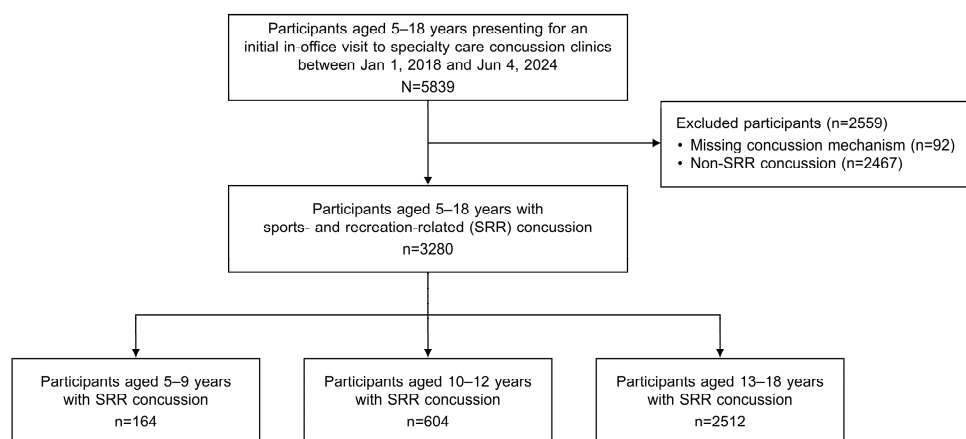 Participants aged 5–18 years presenting for an
initial in-office visit to specialty care concussion clinics
between Jan 1, 2018 and Jun 4, 2024
N=5839
Excluded participants (n=2559)
• Missing concussion mechanism (n=92)
• Non-SRR concussion (n=2467)
Participants aged 5–18 years with
sports- and recreation-related (SRR) concussion
n=3280
Participants aged 5–9 years
with SRR concussion
n=164
Participants aged 10–12 years
with SRR concussion
n=604
Participants aged 13–18 years
with SRR concussion
n=2512